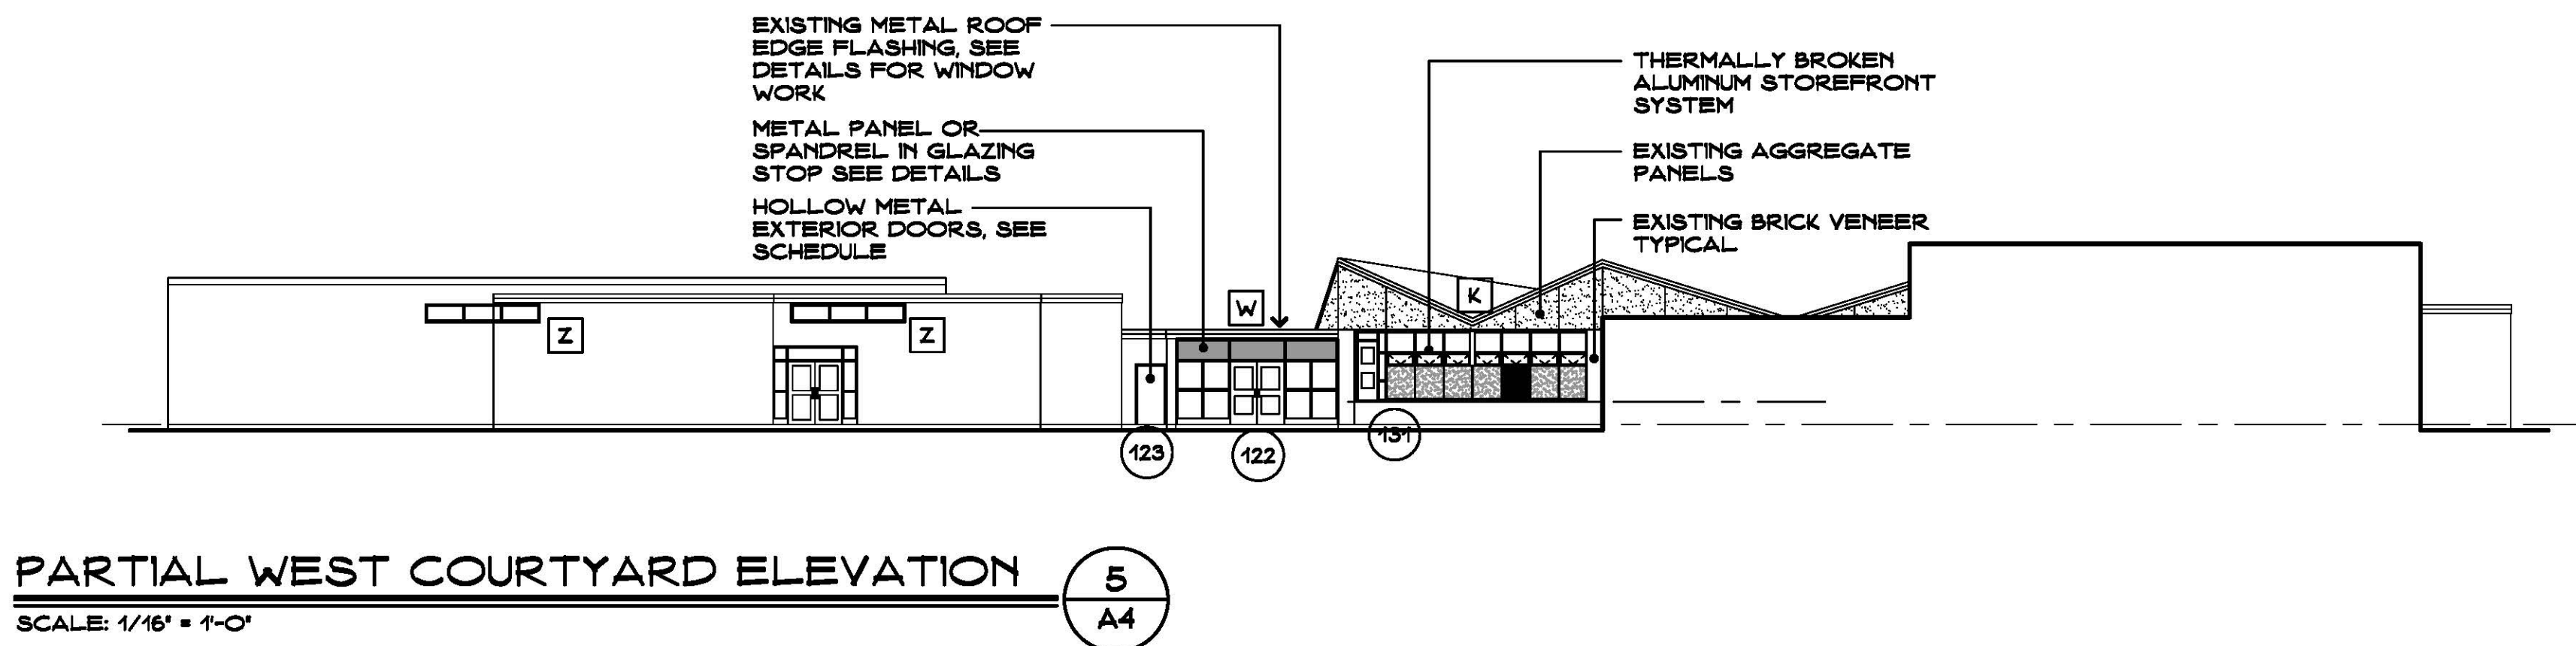 EXISTING METAL ROOF
EDGE FLASHING, SEE
DETAILS FOR WINDOW
WORK
METAL PANEL OR
SPANDREL IN GLAZING
STOP SEE DETAILS
HOLLOW METAL
EXTERIOR DOORS, SEE
SCHEDULE
THERMALLY BROKEN
ALUMINUM STOREFRONT
SYSTEM
EXISTING AGGREGATE
PANELS
EXISTING BRICK VENEER
TYPICAL
Z
Z
W
K
123
122
131
PARTIAL WEST COURTYARD ELEVATION
SCALE: 1/16" = 1'-0"
5
A4